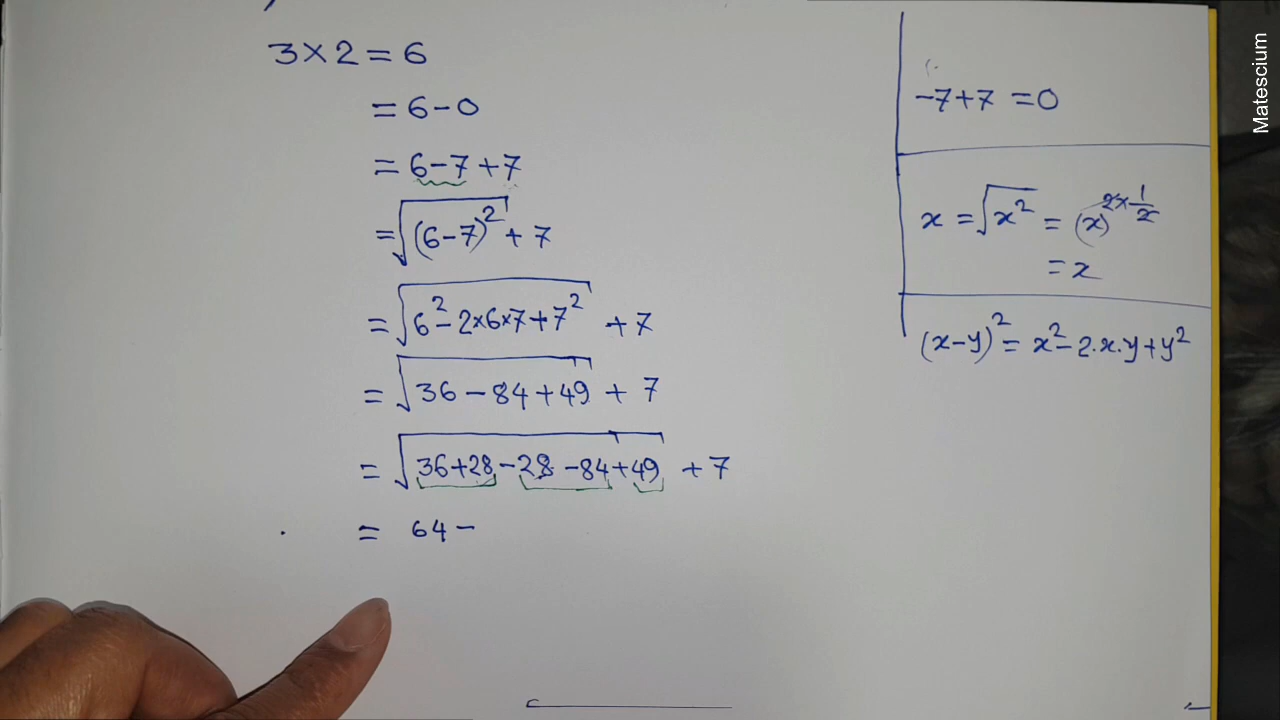 3×2=6
=6-0
=6-7+7
=√(6-7)²+7
=√6²-2×6×7+7² +7
=√36-84+49 + 7
=√36+28-28-84+49 +7
= 64-
-7+7 =0
x=√x² = (x)²ˣ¹⁄²
=x
(x-y)²= x²-2.x.y+y²
Matescium